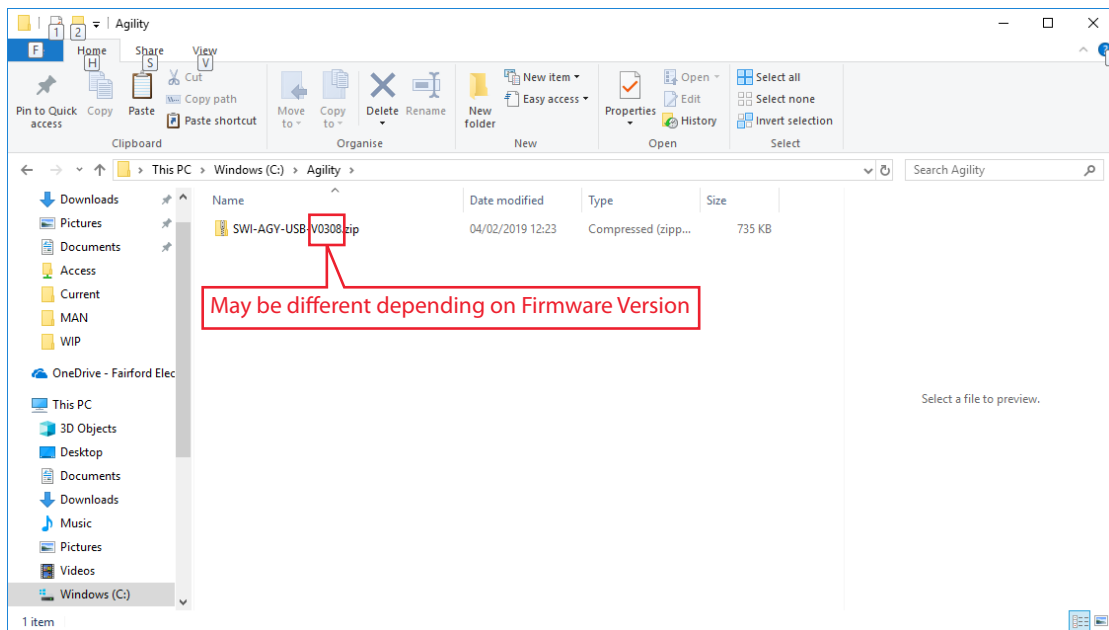 Agility
1
2
F
Home
Share
View
H
S
V
Pin to Quick access
Copy
Paste
Cut
Copy path
Paste shortcut
Clipboard
Move to
Copy to
Delete
Rename
Organise
New folder
New item
Easy access
New
Properties
Open
Edit
History
Open
Select all
Select none
Invert selection
Select
This PC > Windows (C:) > Agility >
Search Agility
Downloads
Pictures
Documents
Access
Current
MAN
WIP
OneDrive - Fairford Elec
This PC
3D Objects
Desktop
Documents
Downloads
Music
Pictures
Videos
Windows (C:)
Name
Date modified
Type
Size
SWI-AGY-USB-V0308.zip
04/02/2019 12:23
Compressed (zipp...
735 KB
May be different depending on Firmware Version
Select a file to preview.
1 item